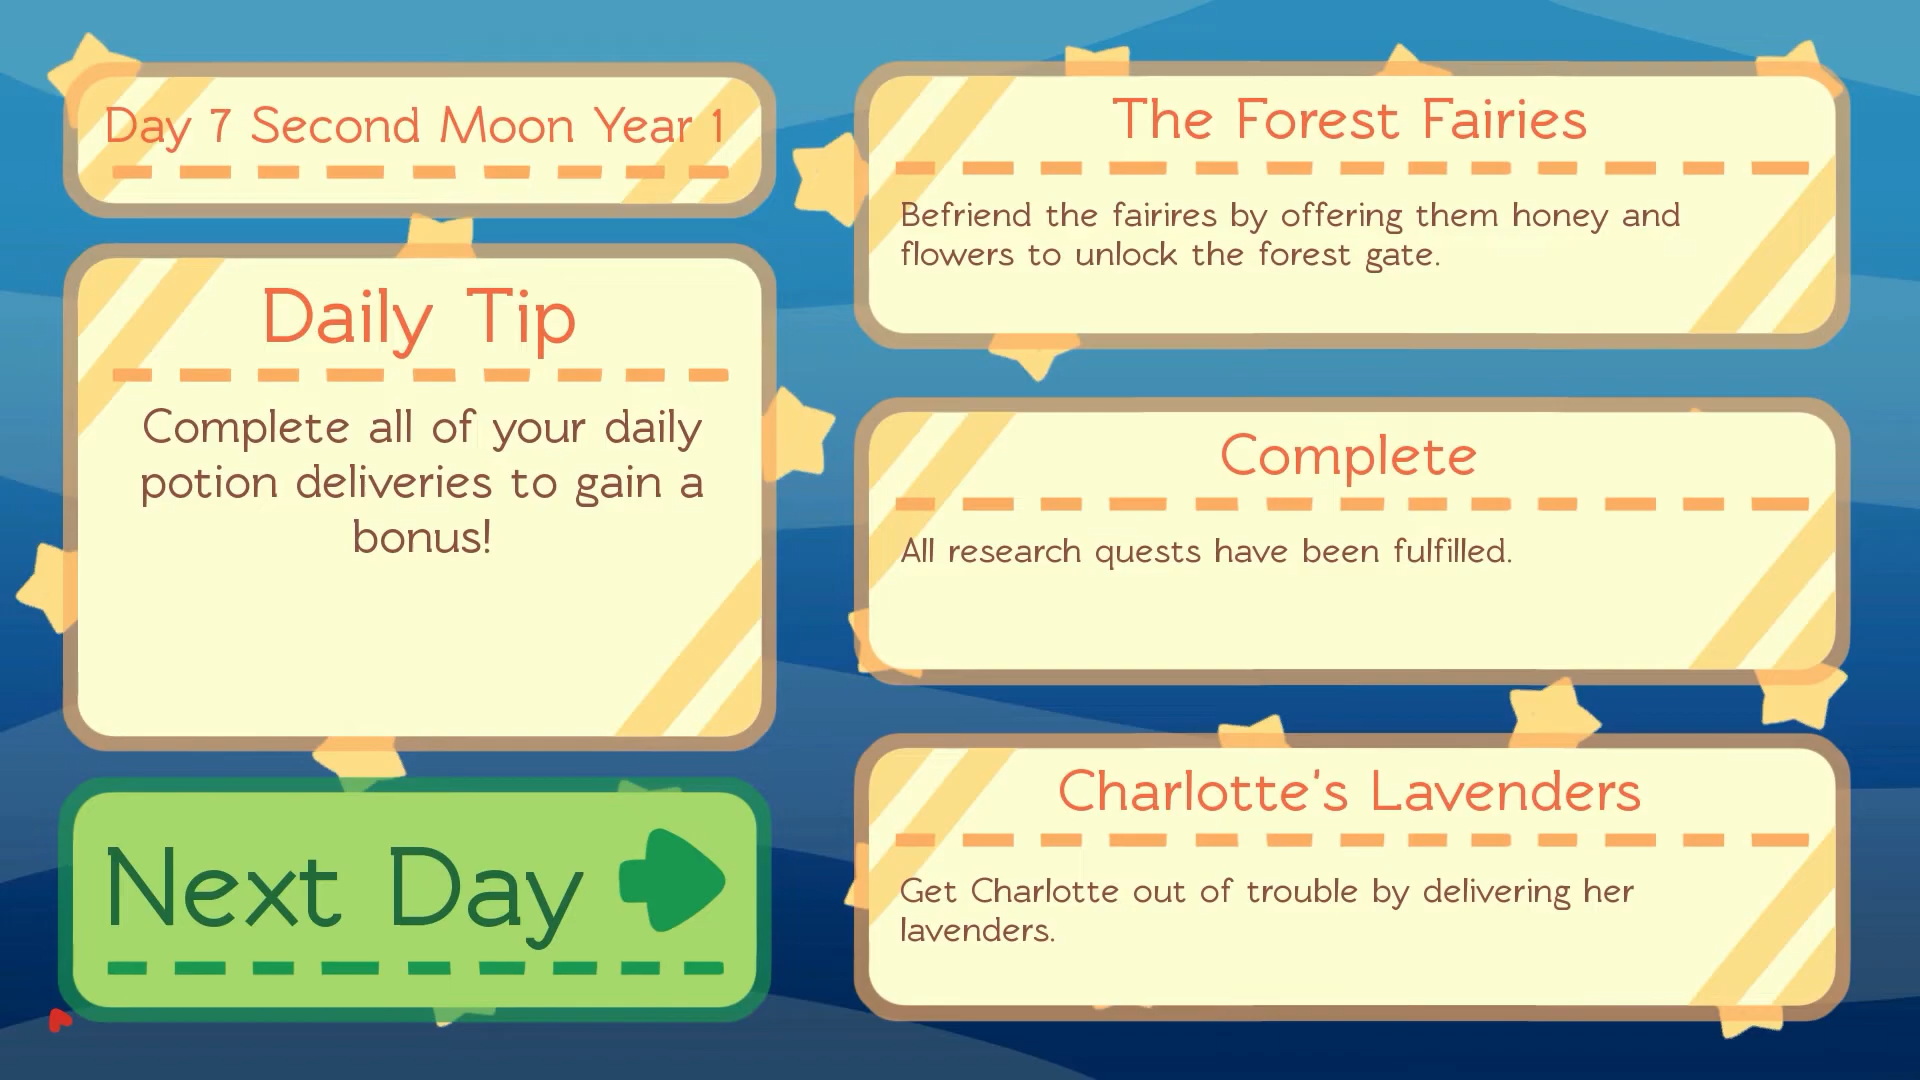 Day 7 Second Moon Year 1
Daily Tip
Complete all of your daily
potion deliveries to gain a
bonus!
Next Day
The Forest Fairies
Befriend the fairires by offering them honey and
flowers to unlock the forest gate.
Complete
All research quests have been fulfilled.
Charlotte's Lavenders
Get Charlotte out of trouble by delivering her
lavenders.